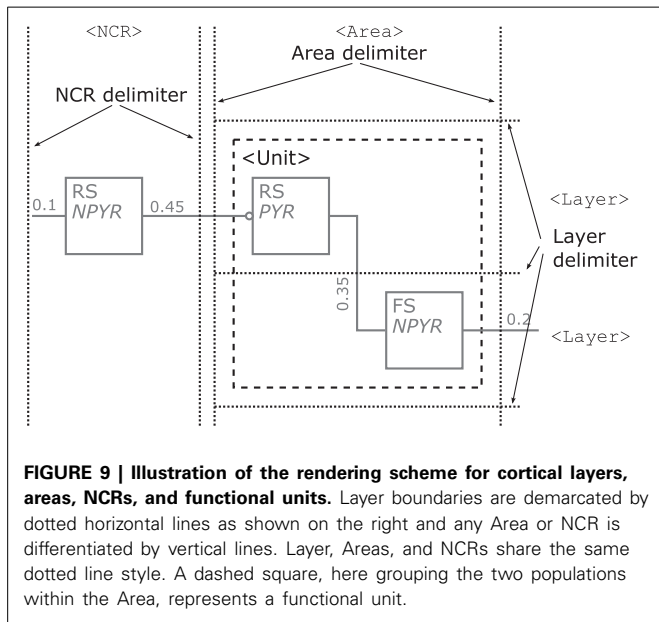 <NCR>
<Area>
Area delimiter
NCR delimiter
<Unit>
RS
NPYR
0.1
0.45
RS
PYR
<Layer>
Layer
delimiter
0.35
FS
NPYR
0.2
<Layer>
FIGURE 9 | Illustration of the rendering scheme for cortical layers,
areas, NCRs, and functional units. Layer boundaries are demarcated by
dotted horizontal lines as shown on the right and any Area or NCR is
differentiated by vertical lines. Layer, Areas, and NCRs share the same
dotted line style. A dashed square, here grouping the two populations
within the Area, represents a functional unit.